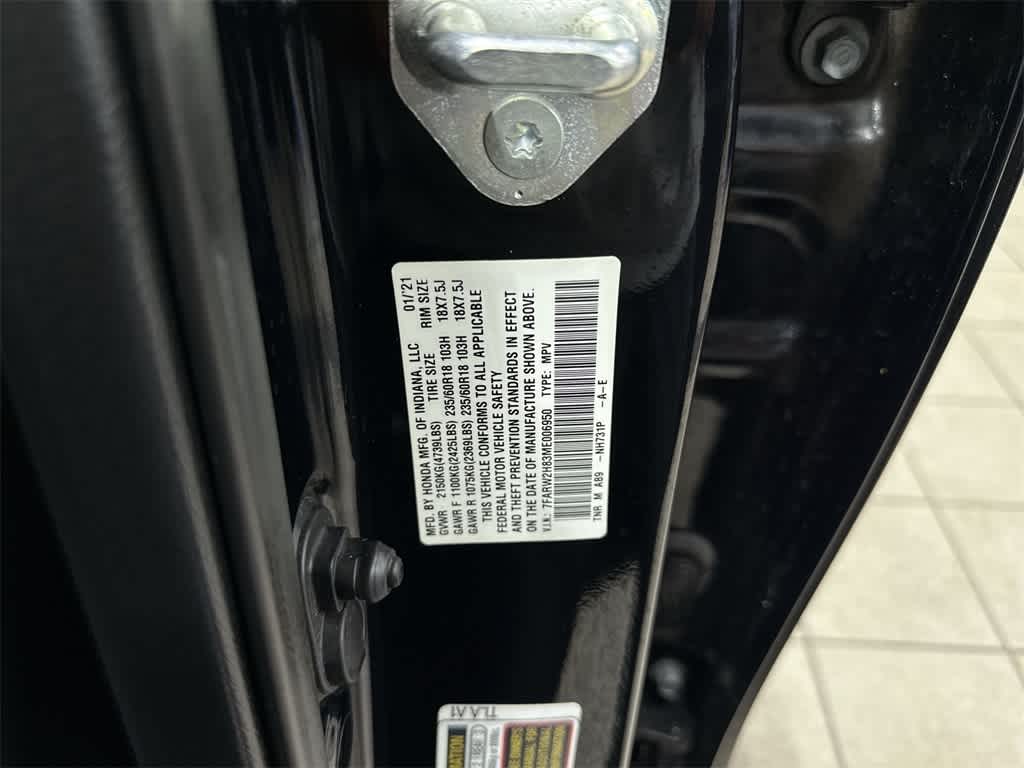 MFD. BY HONDA MFG. OF INDIANA, LLC 01/'21
GVWR 2150KG(4739LBS) TIRE SIZE RIM SIZE
GAWR F 1100KG(2425LBS) 235/60R18 103H 18X7.5J
GAWR R 1075KG(2369LBS) 235/60R18 103H 18X7.5J
THIS VEHICLE CONFORMS TO ALL APPLICABLE
FEDERAL MOTOR VEHICLE SAFETY
AND THEFT PREVENTION STANDARDS IN EFFECT
ON THE DATE OF MANUFACTURE SHOWN ABOVE.
V.I.N.: 7FARW2H83ME006950 TYPE: MPV
TNR M A89 -NH731P -A-E
TLA A1